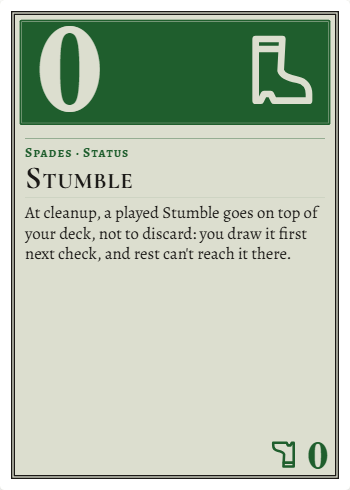 0
Spades · Status
Stumble
At cleanup, a played Stumble goes on top of
your deck, not to discard: you draw it first
next check, and rest can't reach it there.
0